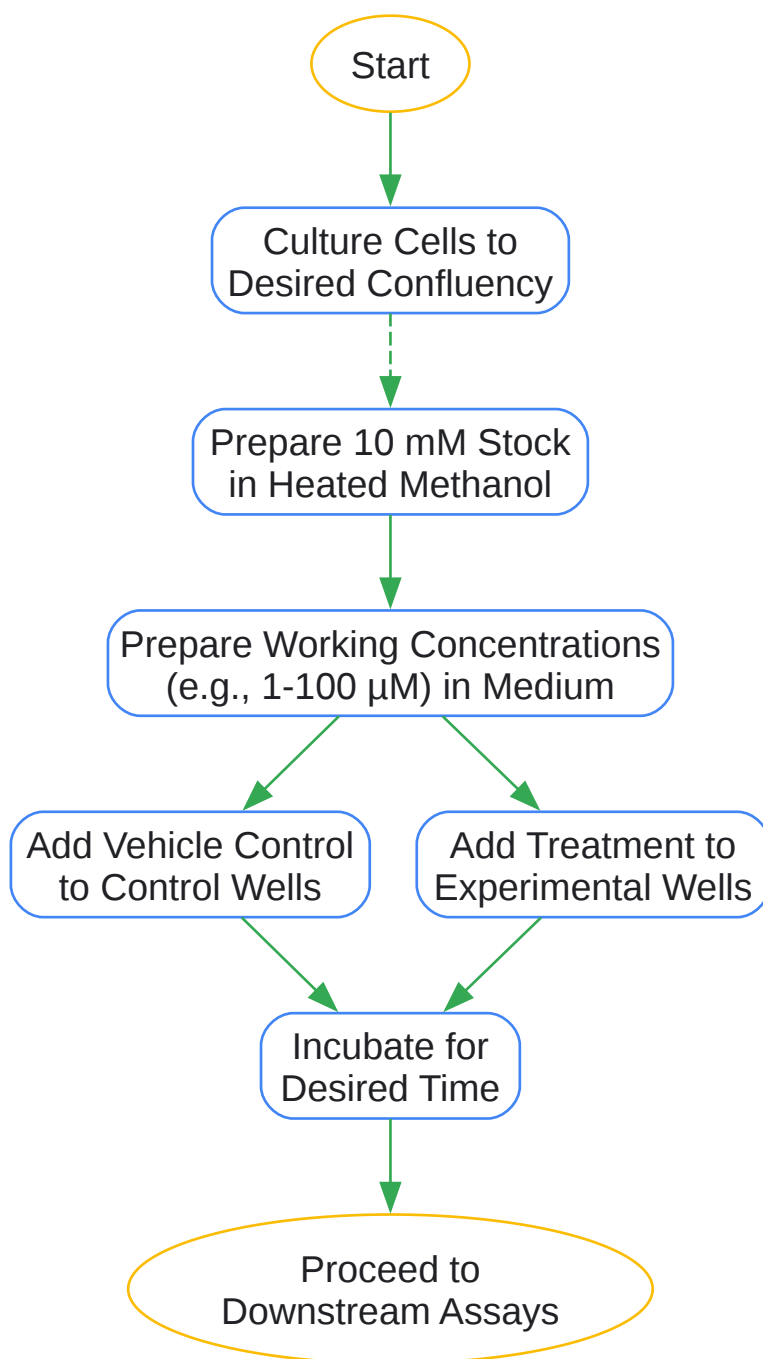 Start
Culture Cells to
Desired Confluency
Prepare 10 mM Stock
in Heated Methanol
Prepare Working Concentrations
(e.g., 1-100 µM) in Medium
Add Vehicle Control
to Control Wells
Add Treatment to
Experimental Wells
Incubate for
Desired Time
Proceed to
Downstream Assays